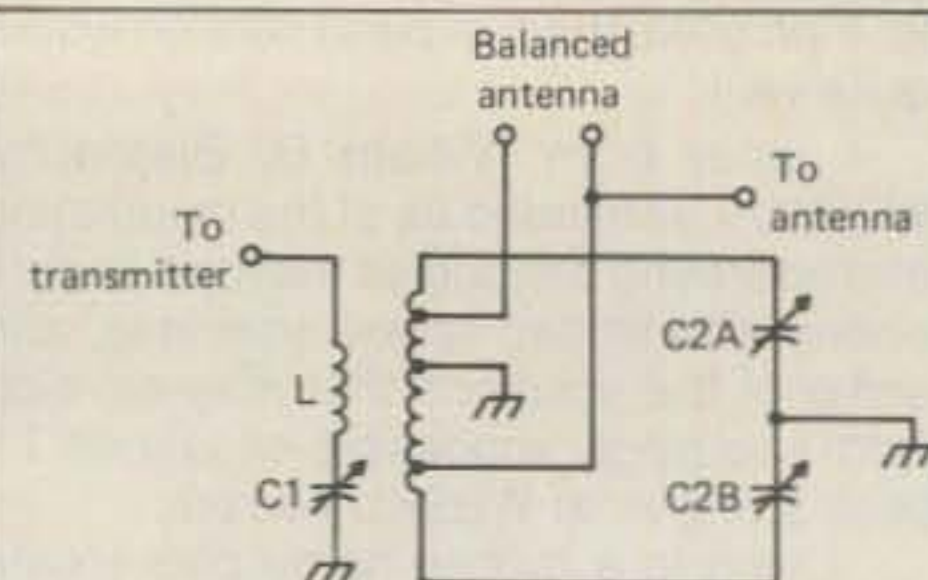 Balanced
antenna
To
antenna
To
transmitter
C2A
L
C1
C2B